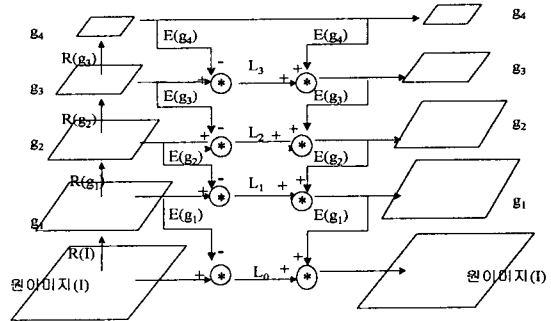 g4 g4
E(g4) - E(g4) +
R(g3)
g3 + * L3 + * g3
E(g3) - E(g3) +
R(g2)
g2 + * L2 + * g2
E(g2) - E(g2) +
R(g1)
g1 + * L1 + * g1
E(g1) - E(g1) +
R(I)
원이미지(I) + * L0 + * 원이미지(I)